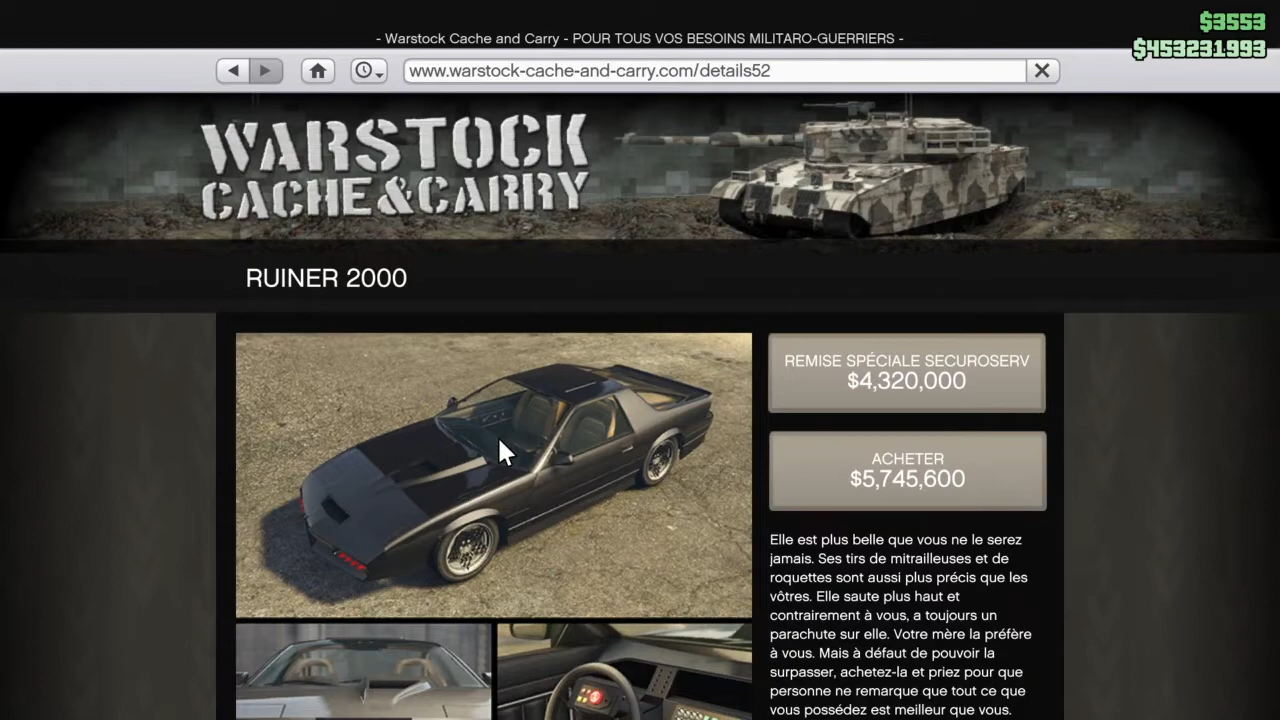 $3553
- Warstock Cache and Carry - POUR TOUS VOS BESOINS MILITARO-GUERRIERS -
$453231993
www.warstock-cache-and-carry.com/details52
WARSTOCK
CACHE&CARRY
RUINER 2000
REMISE SPÉCIALE SECUROSERV
$4,320,000
ACHETER
$5,745,600
Elle est plus belle que vous ne le serez
jamais. Ses tirs de mitrailleuses et de
roquettes sont aussi plus précis que les
vôtres. Elle saute plus haut et
contrairement à vous, a toujours un
parachute sur elle. Votre mère la préfère
à vous. Mais à défaut de pouvoir la
surpasser, achetez-la et priez pour que
personne ne remarque que tout ce que
vous possédez est meilleur que vous.